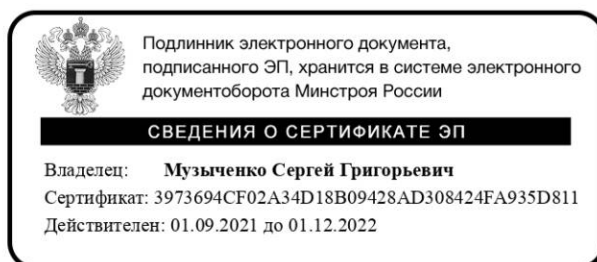 Подлинник электронного документа,
подписанного ЭП, хранится в системе электронного
документоборота Минстроя России
СВЕДЕНИЯ О СЕРТИФИКАТЕ ЭП
Владелец: Музыченко Сергей Григорьевич
Сертификат: 3973694CF02A34D18B09428AD308424FA935D811
Действителен: 01.09.2021 до 01.12.2022